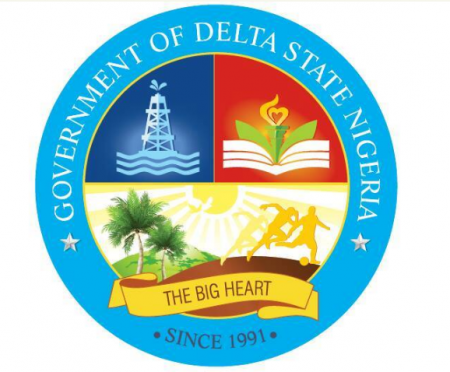 GOVERNMENT OF DELTA STATE NIGERIA
THE BIG HEART
• SINCE 1991 •